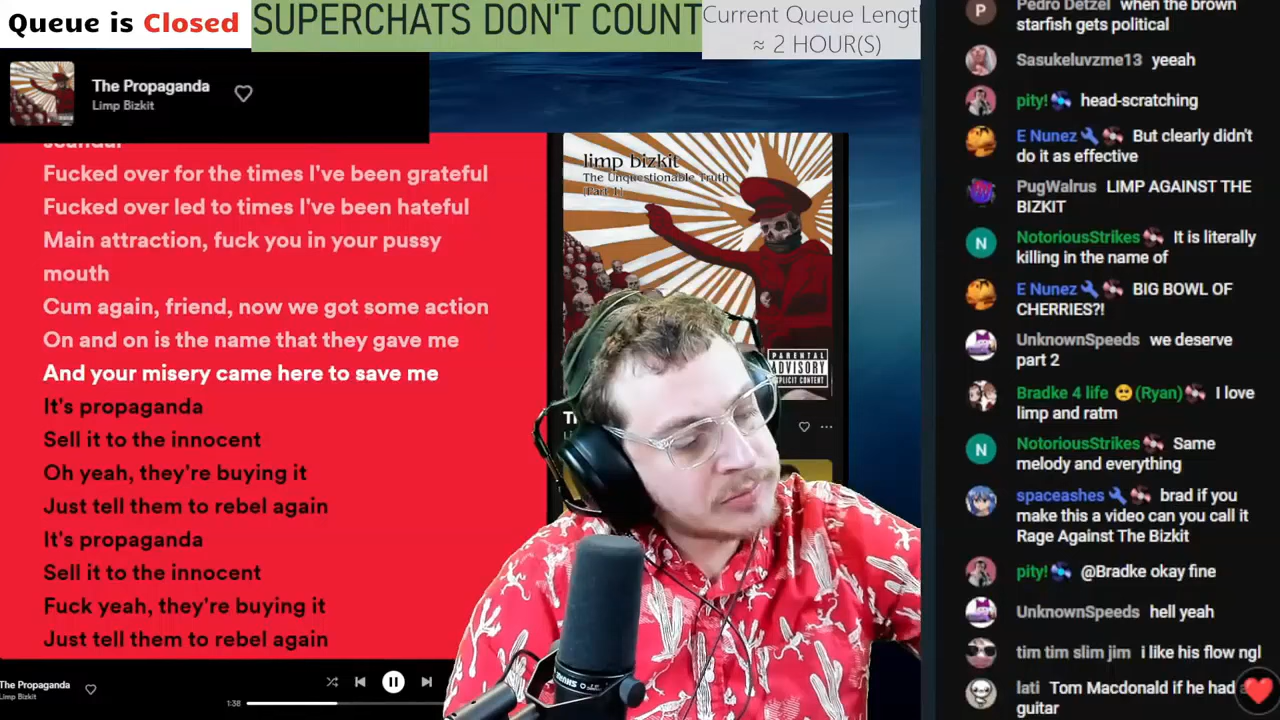 Queue is Closed
SUPERCHATS DON'T COUNT
Current Queue Length
≈ 2 HOUR(S)
The Propaganda
Limp Bizkit
scandal
Fucked over for the times I've been grateful
Fucked over led to times I've been hateful
Main attraction, fuck you in your pussy
mouth
Cum again, friend, now we got some action
On and on is the name that they gave me
And your misery came here to save me
It's propaganda
Sell it to the innocent
Oh yeah, they're buying it
Just tell them to rebel again
It's propaganda
Sell it to the innocent
Fuck yeah, they're buying it
Just tell them to rebel again
The Propaganda
Limp Bizkit
1:38
limp bizkit
The Unquestionable Truth
(Part 1)
PARENTAL
ADVISORY
EXPLICIT CONTENT
SHURE
P
Pedro Detzel when the brown
starfish gets political
Sasukeluvzme13 yeeah
pity! head-scratching
E Nunez But clearly didn't
do it as effective
PugWalrus LIMP AGAINST THE
BIZKIT
N
NotoriousStrikes It is literally
killing in the name of
E Nunez BIG BOWL OF
CHERRIES?!
UnknownSpeeds we deserve
part 2
Bradke 4 life 🥺(Ryan) I love
limp and ratm
N
NotoriousStrikes Same
melody and everything
spaceashes brad if you
make this a video can you call it
Rage Against The Bizkit
pity! @Bradke okay fine
UnknownSpeeds hell yeah
tim tim slim jim i like his flow ngl
lati Tom Macdonald if he had a
guitar